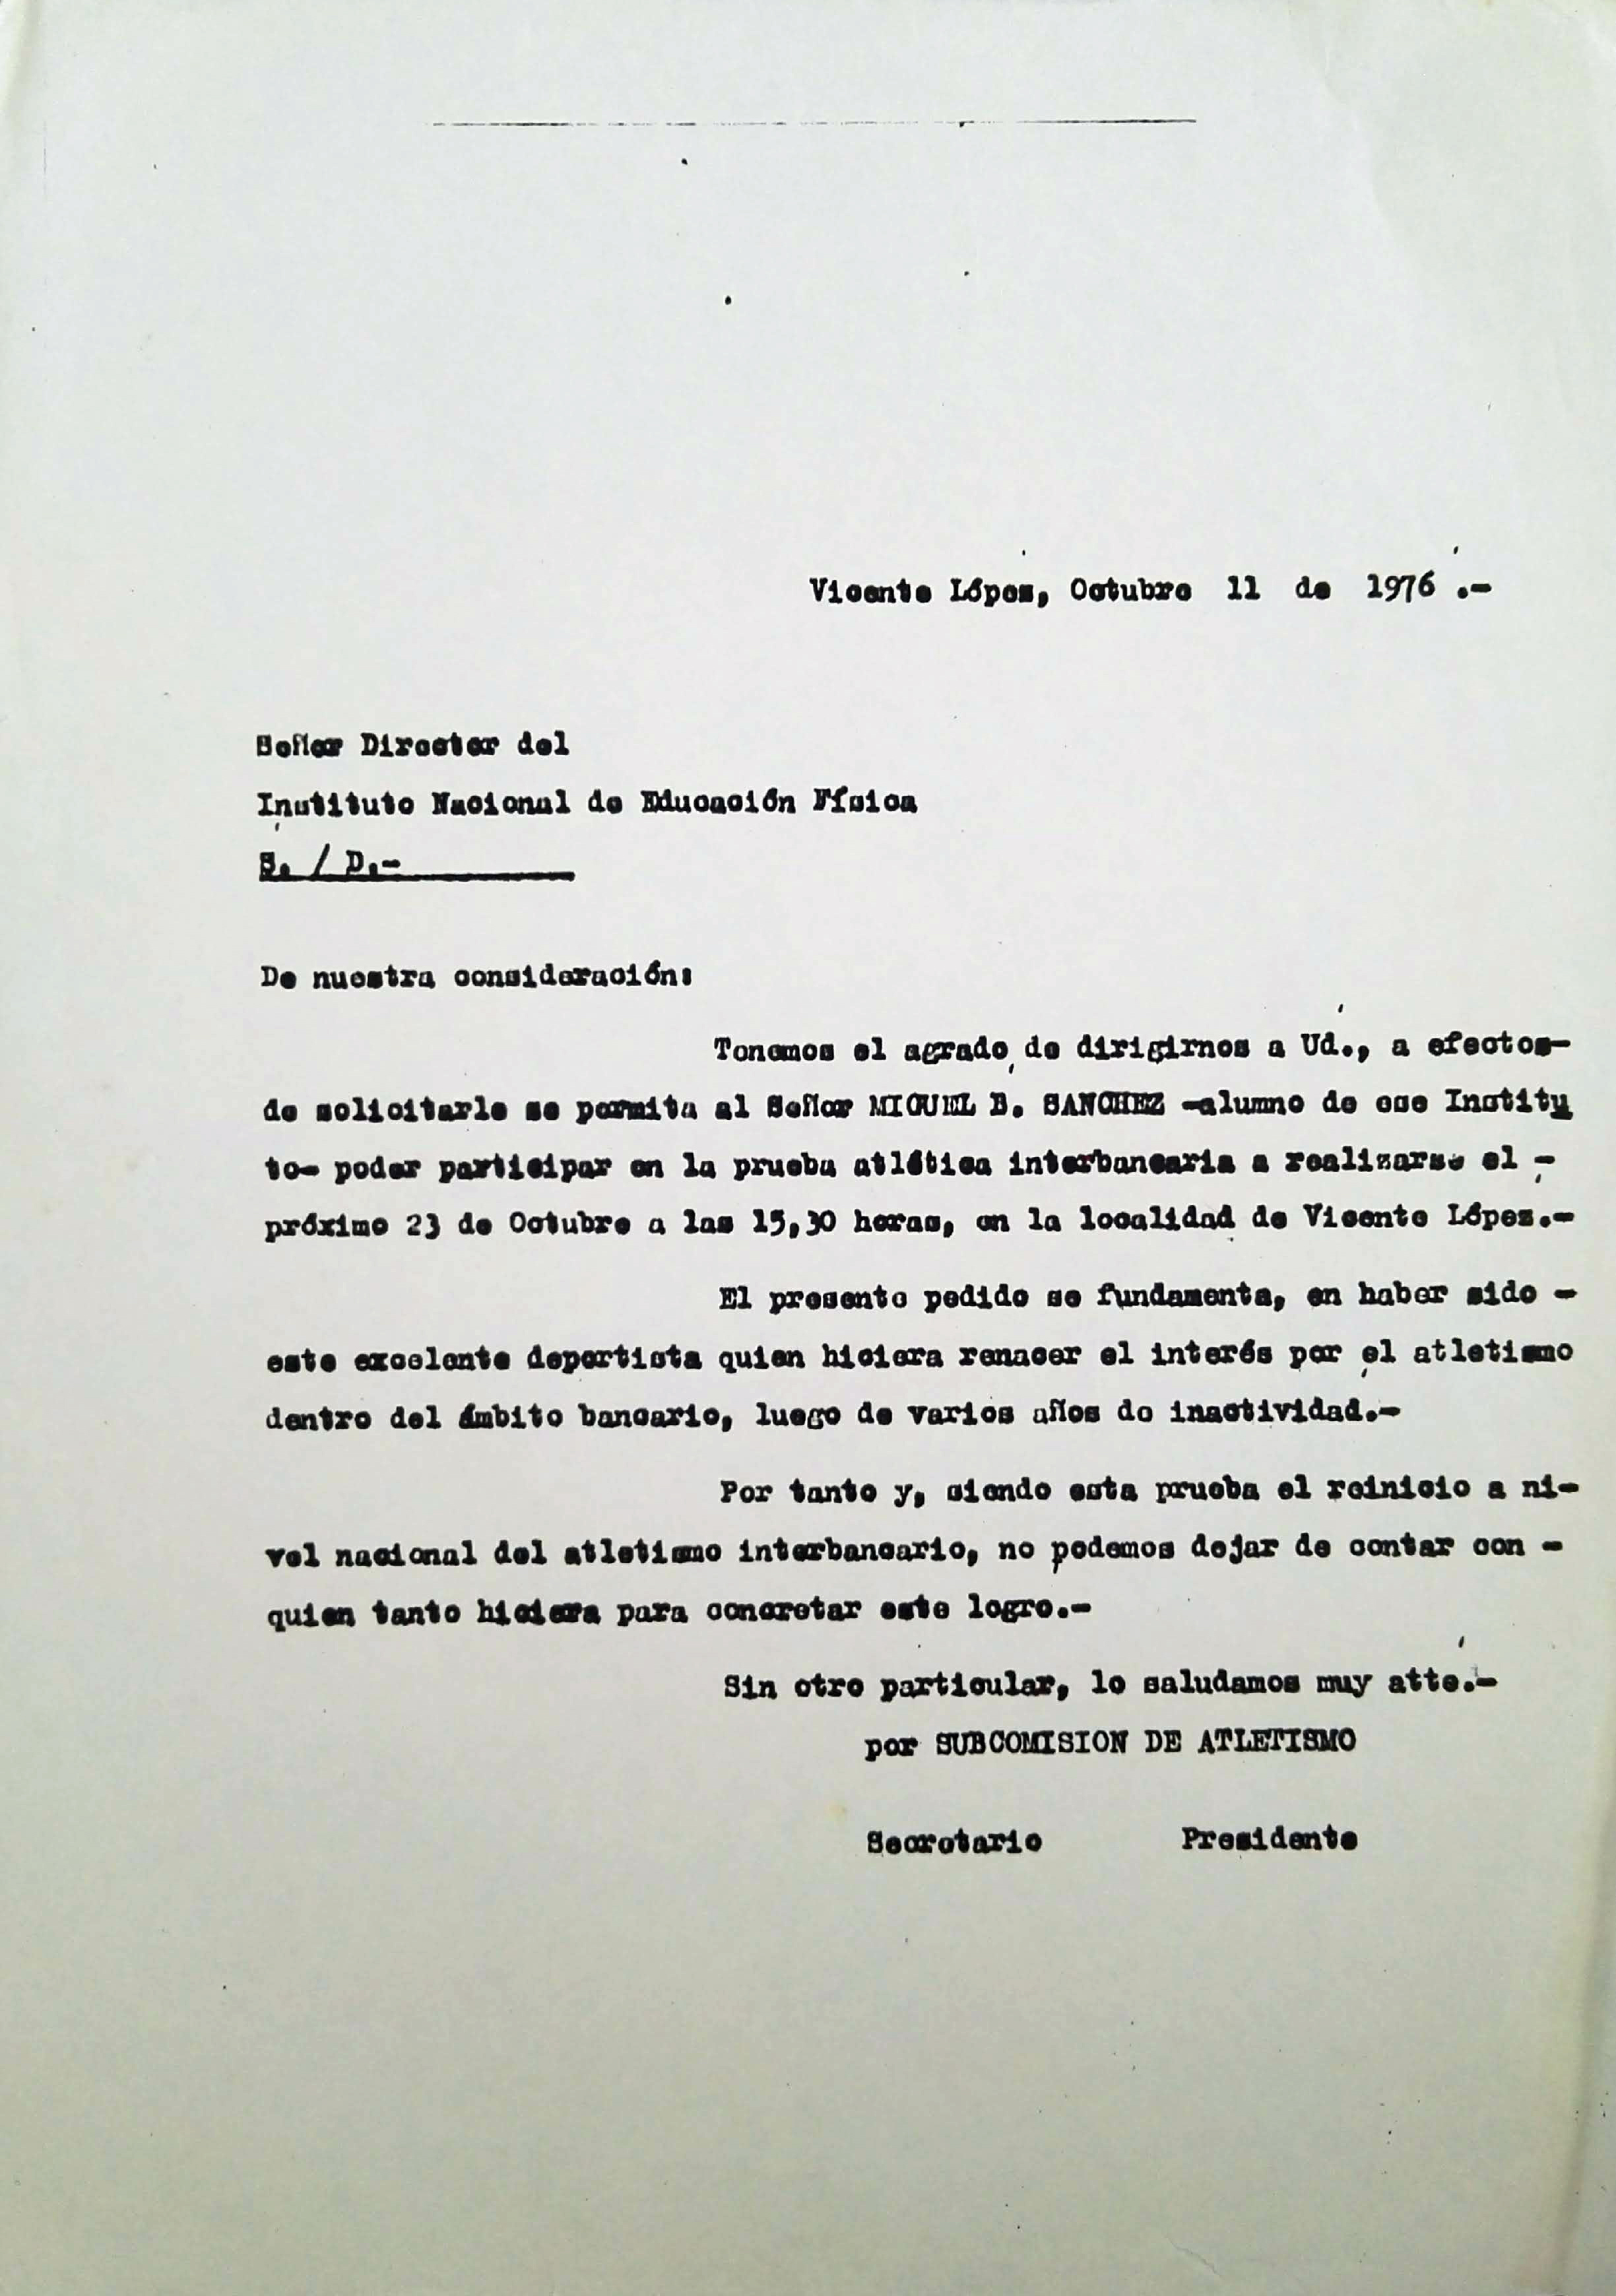 Vicente López, Octubre 11 de 1976 .-
Señor Director del
Instituto Nacional de Educación Física
S. / D.-
De nuestra consideración:
Tenemos el agrado de dirigirnos a Ud., a efectos-
de solicitarle se permita al Señor MIGUEL B. SANCHEZ -alumno de ese Institu
to- poder participar en la prueba atlética interbancaria a realizarse el -
próximo 23 de Octubre a las 15,30 horas, en la localidad de Vicente López.-
El presente pedido se fundamenta, en haber sido -
este excelente deportista quien hiciera renacer el interés por el atletismo
dentro del ámbito bancario, luego de varios años de inactividad.-
Por tanto y, siendo esta prueba el reinicio a ni-
vel nacional del atletismo interbancario, no podemos dejar de contar con -
quien tanto hiciera para concretar este logro.-
Sin otro particular, lo saludamos muy atte.-
por SUBCOMISION DE ATLETISMO
Secretario Presidente